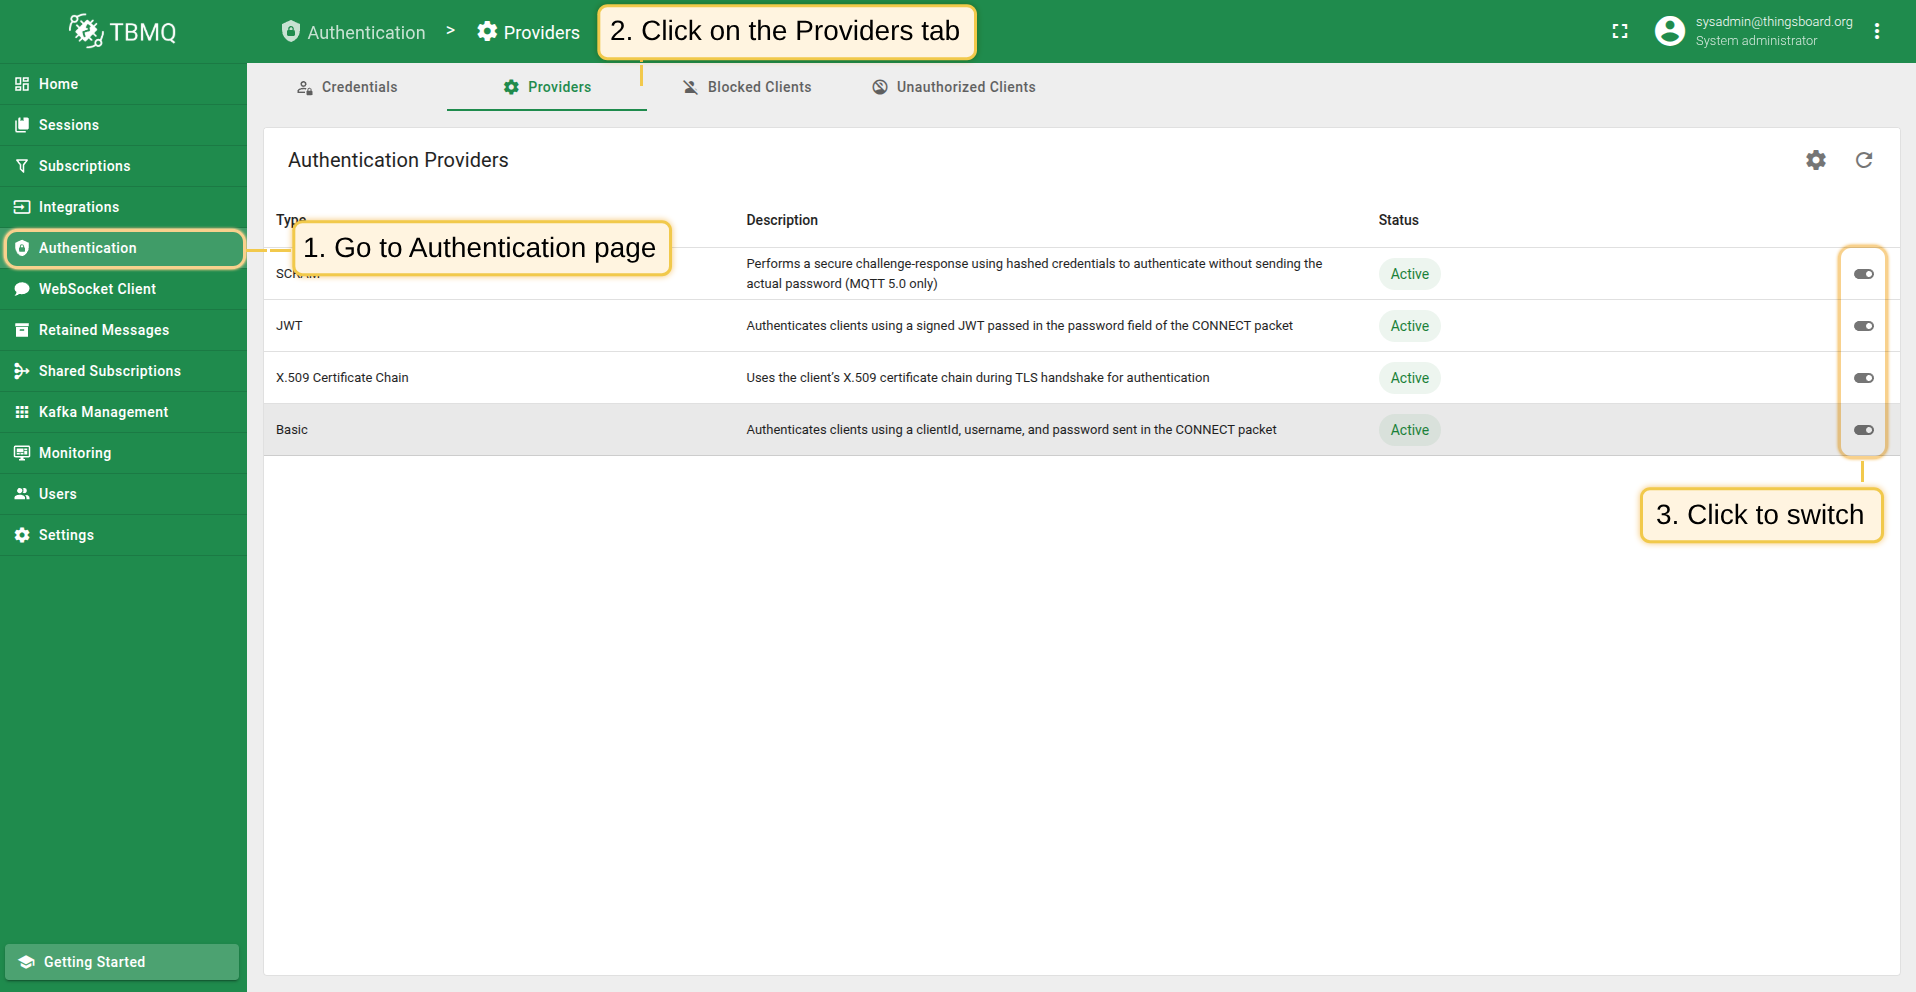 TBMQ
Authentication > Providers
2. Click on the Providers tab
sysadmin@thingsboard.org
System administrator
Home
Sessions
Subscriptions
Integrations
Authentication
WebSocket Client
Retained Messages
Shared Subscriptions
Kafka Management
Monitoring
Users
Settings
Getting Started
Credentials
Providers
Blocked Clients
Unauthorized Clients
Authentication Providers
Type
Description
Status
1. Go to Authentication page
SCRAM
Performs a secure challenge-response using hashed credentials to authenticate without sending the
actual password (MQTT 5.0 only)
Active
JWT
Authenticates clients using a signed JWT passed in the password field of the CONNECT packet
Active
X.509 Certificate Chain
Uses the client's X.509 certificate chain during TLS handshake for authentication
Active
Basic
Authenticates clients using a clientId, username, and password sent in the CONNECT packet
Active
3. Click to switch